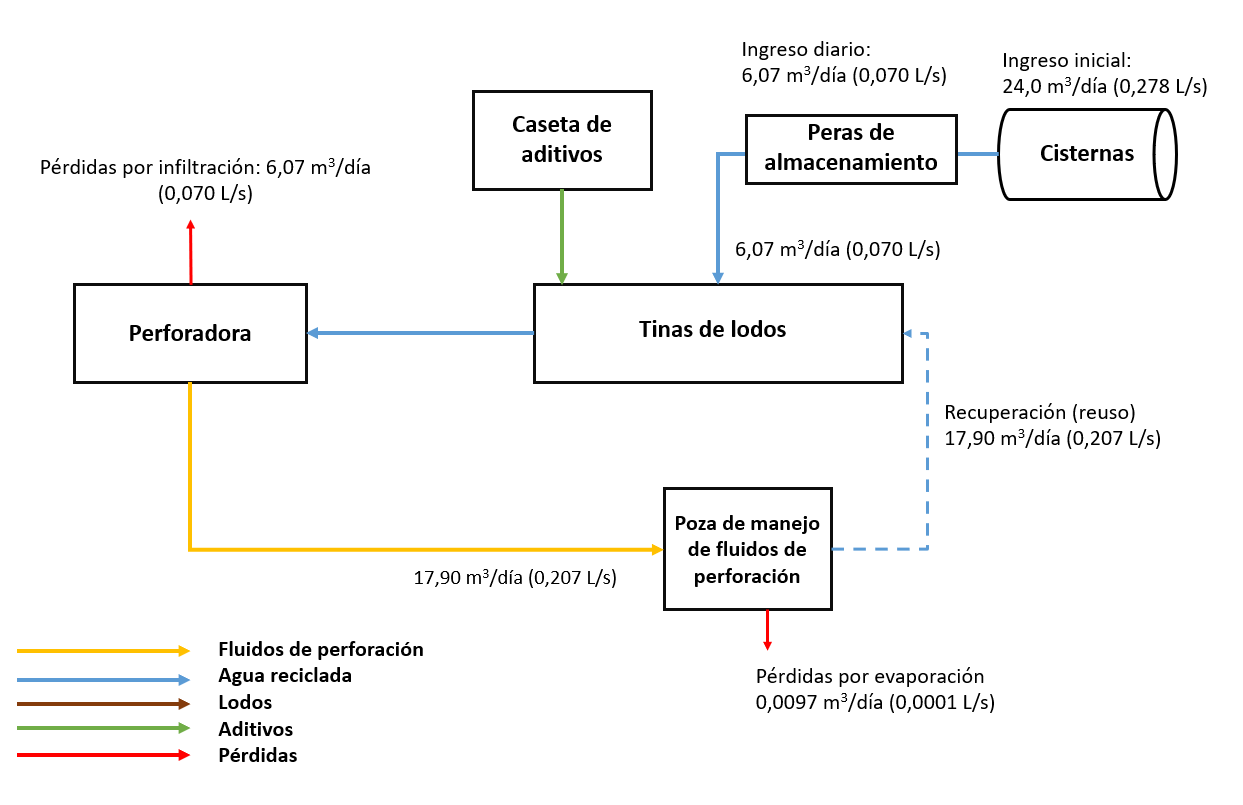 Ingreso diario:
6,07 m³/día (0,070 L/s)
Ingreso inicial:
24,0 m³/día (0,278 L/s)
Caseta de
aditivos
Peras de
almacenamiento
Cisternas
Pérdidas por infiltración: 6,07 m³/día
(0,070 L/s)
6,07 m³/día (0,070 L/s)
Perforadora
Tinas de lodos
Recuperación (reuso)
17,90 m³/día (0,207 L/s)
Poza de manejo
de fluidos de
perforación
17,90 m³/día (0,207 L/s)
Pérdidas por evaporación
0,0097 m³/día (0,0001 L/s)
Fluidos de perforación
Agua reciclada
Lodos
Aditivos
Pérdidas